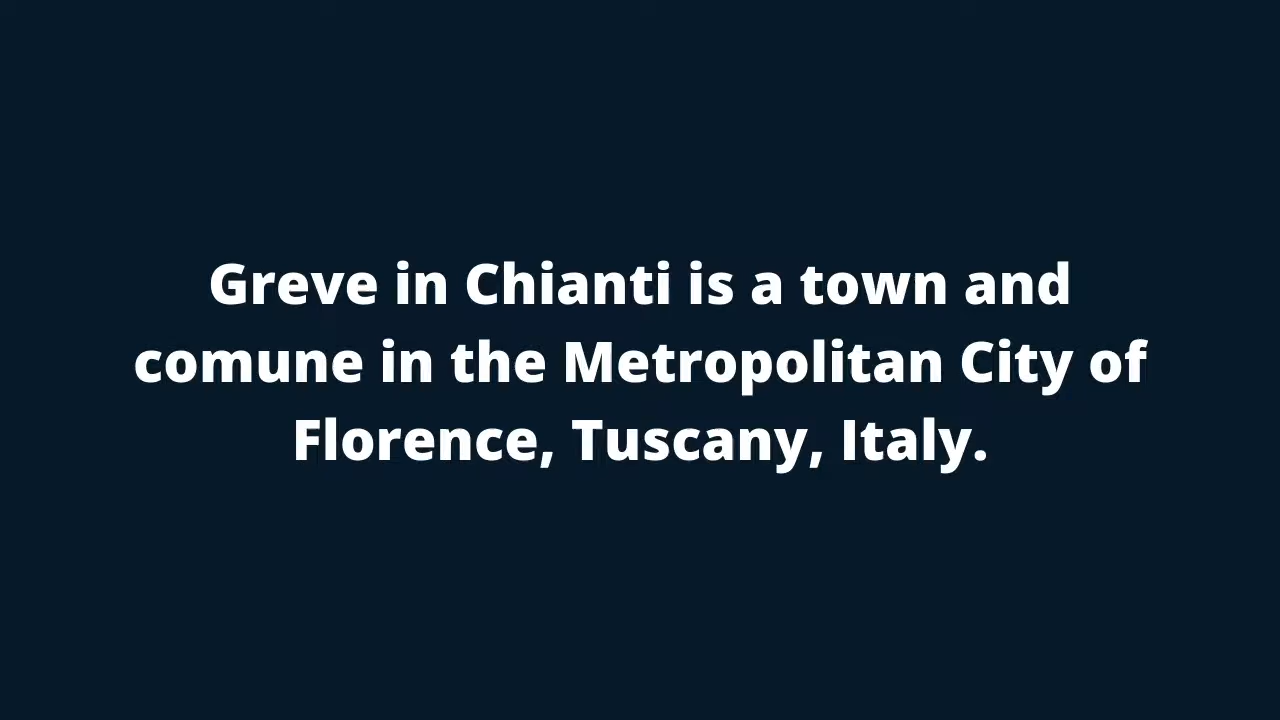 Greve in Chianti is a town and
comune in the Metropolitan City of
Florence, Tuscany, Italy.